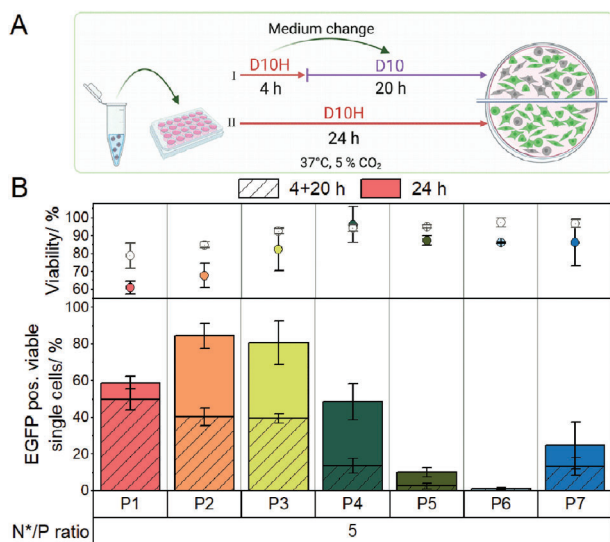 A
Medium change
I D10H D10
4 h 20 h
II D10H
24 h
37°C, 5 % CO₂
B
4+20 h 24 h
Viability/ %
100
90
80
70
60
EGFP pos. viable
single cells/ %
100
80
60
40
20
0
P1 P2 P3 P4 P5 P6 P7
N*/P ratio 5